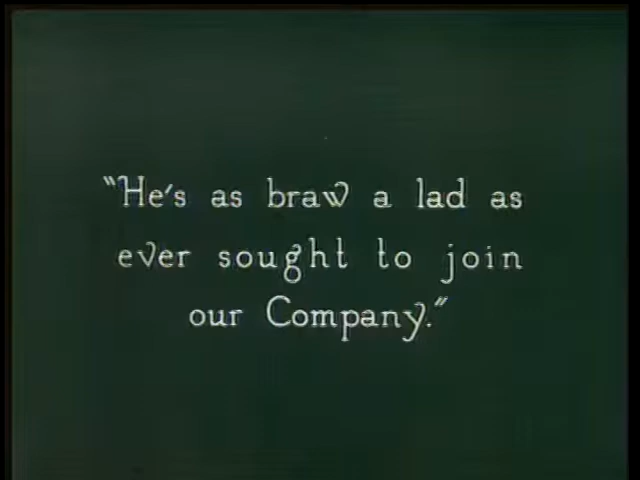 "He's as braw a lad as
ever sought to join
our Company."